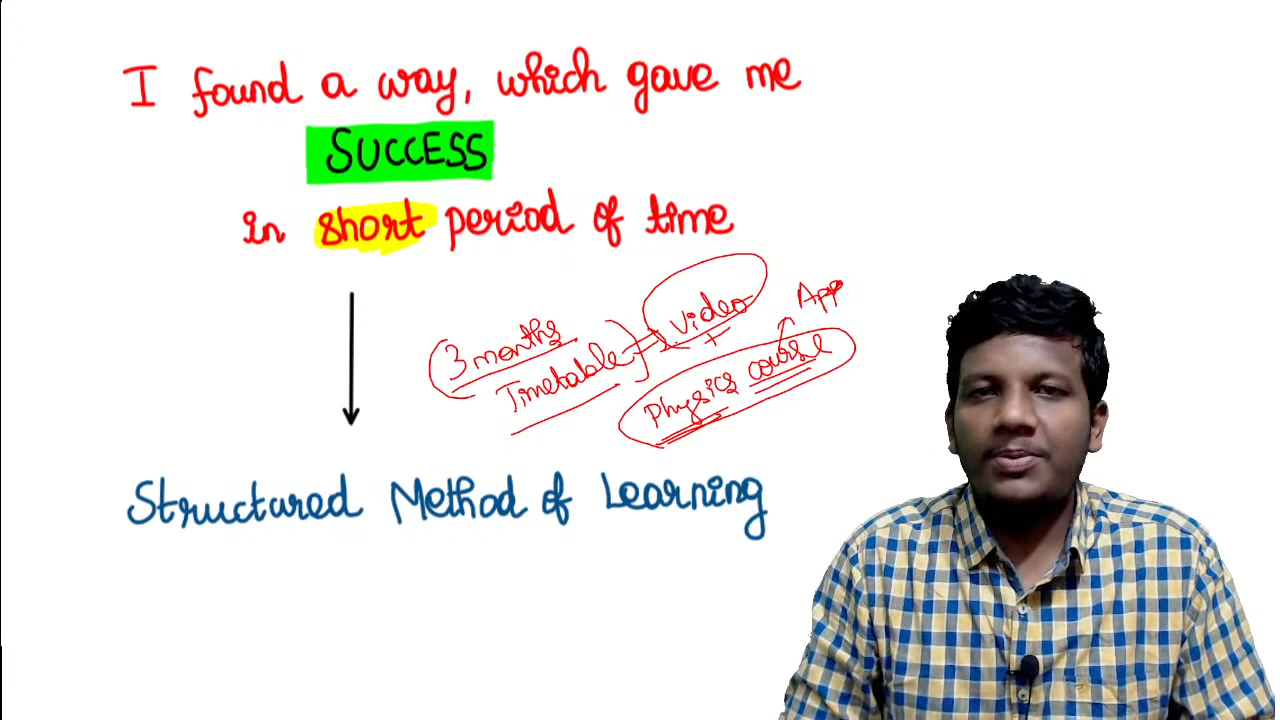 I found a way, which gave me
SUCCESS
in short period of time
3 months
Timetable
Video
+
App
Physics course
Structured Method of Learning